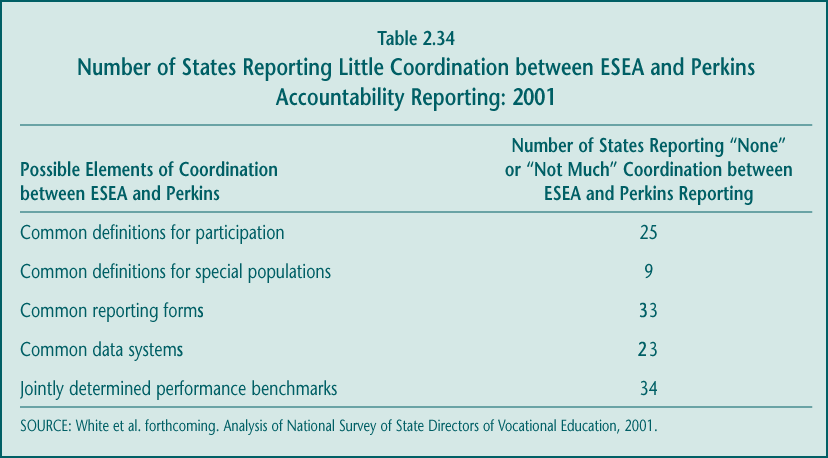 Table 2.34
Number of States Reporting Little Coordination between ESEA and Perkins
Accountability Reporting: 2001
Possible Elements of Coordination
between ESEA and Perkins
Number of States Reporting “None”
or “Not Much” Coordination between
ESEA and Perkins Reporting
Common definitions for participation 25
Common definitions for special populations 9
Common reporting forms 33
Common data systems 23
Jointly determined performance benchmarks 34
SOURCE: White et al. forthcoming. Analysis of National Survey of State Directors of Vocational Education, 2001.